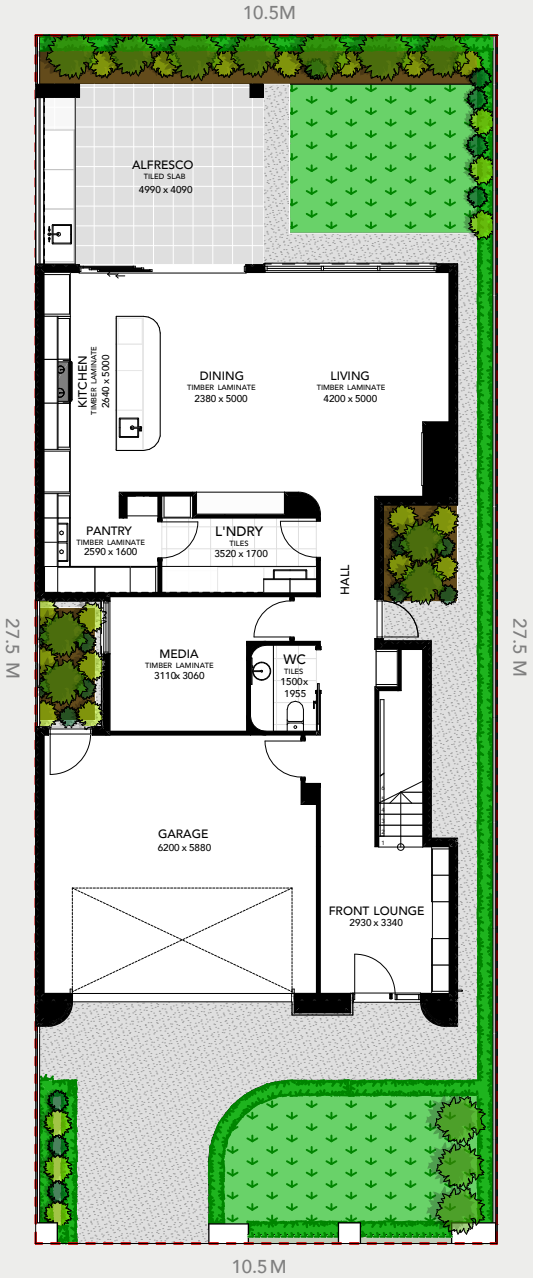 10.5M
ALFRESCO
TILED SLAB
4990 x 4090
KITCHEN
TIMBER LAMINATE
2640 x 5000
DINING
TIMBER LAMINATE
2380 x 5000
LIVING
TIMBER LAMINATE
4200 x 5000
PANTRY
TIMBER LAMINATE
2590 x 1600
L'NDRY
TILES
3520 x 1700
HALL
27.5 M
27.5 M
MEDIA
TIMBER LAMINATE
3110x 3060
WC
TILES
1500x
1955
GARAGE
6200 x 5880
FRONT LOUNGE
2930 x 3340
10.5M